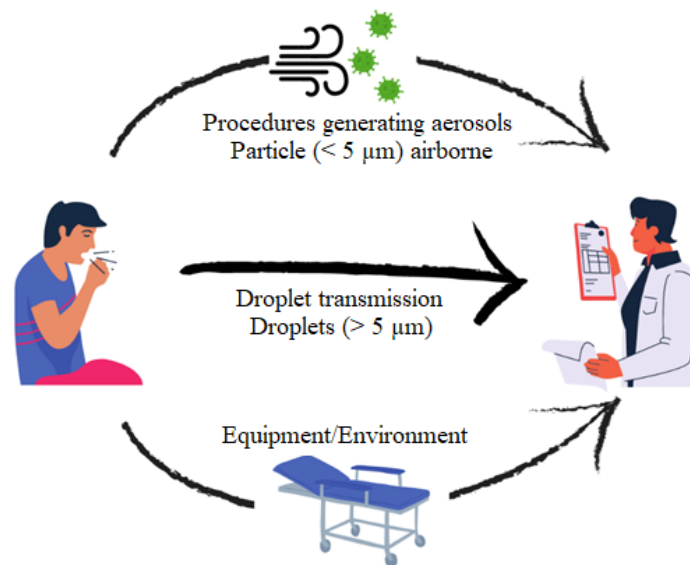 Procedures generating aerosols
Particle (< 5 µm) airborne
Droplet transmission
Droplets (> 5 µm)
Equipment/Environment